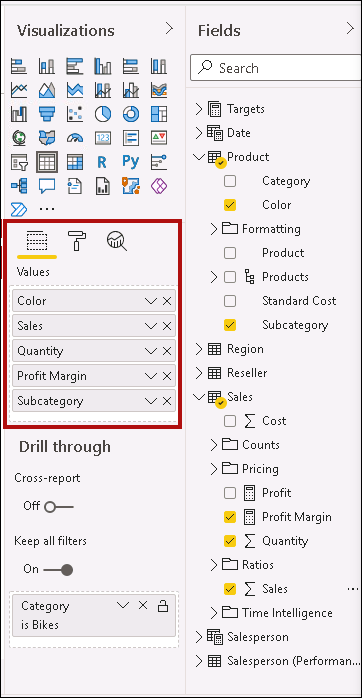 Visualizations
R
Py
Values
Color
Sales
Quantity
Profit Margin
Subcategory
Drill through
Cross-report
Off
Keep all filters
On
Category
is Bikes
Fields
Search
Targets
Date
Product
Category
Color
Formatting
Product
Products
Standard Cost
Subcategory
Region
Reseller
Sales
Cost
Counts
Pricing
Profit
Profit Margin
Quantity
Ratios
Sales
Time Intelligence
Salesperson
Salesperson (Performan...